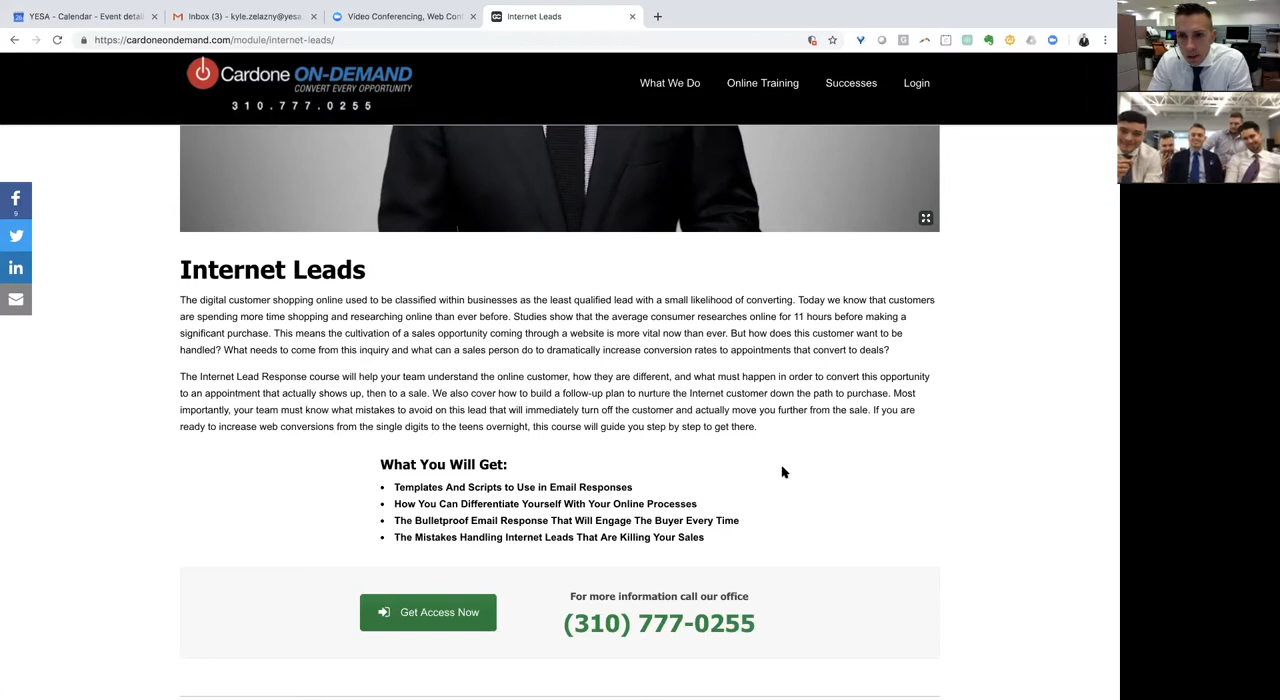 YESA - Calendar - Event detai
Inbox (3) - kyle.zelazny@yesa.
Video Conferencing, Web Conf
Internet Leads
https://cardoneondemand.com/module/internet-leads/
Cardone ON-DEMAND
CONVERT EVERY OPPORTUNITY
310.777.0255
What We Do
Online Training
Successes
Login
9
Internet Leads
The digital customer shopping online used to be classified within businesses as the least qualified lead with a small likelihood of converting. Today we know that customers
are spending more time shopping and researching online than ever before. Studies show that the average consumer researches online for 11 hours before making a
significant purchase. This means the cultivation of a sales opportunity coming through a website is more vital now than ever. But how does this customer want to be
handled? What needs to come from this inquiry and what can a sales person do to dramatically increase conversion rates to appointments that convert to deals?
The Internet Lead Response course will help your team understand the online customer, how they are different, and what must happen in order to convert this opportunity
to an appointment that actually shows up, then to a sale. We also cover how to build a follow-up plan to nurture the Internet customer down the path to purchase. Most
importantly, your team must know what mistakes to avoid on this lead that will immediately turn off the customer and actually move you further from the sale. If you are
ready to increase web conversions from the single digits to the teens overnight, this course will guide you step by step to get there.
What You Will Get:
• Templates And Scripts to Use in Email Responses
• How You Can Differentiate Yourself With Your Online Processes
• The Bulletproof Email Response That Will Engage The Buyer Every Time
• The Mistakes Handling Internet Leads That Are Killing Your Sales
Get Access Now
For more information call our office
(310) 777-0255